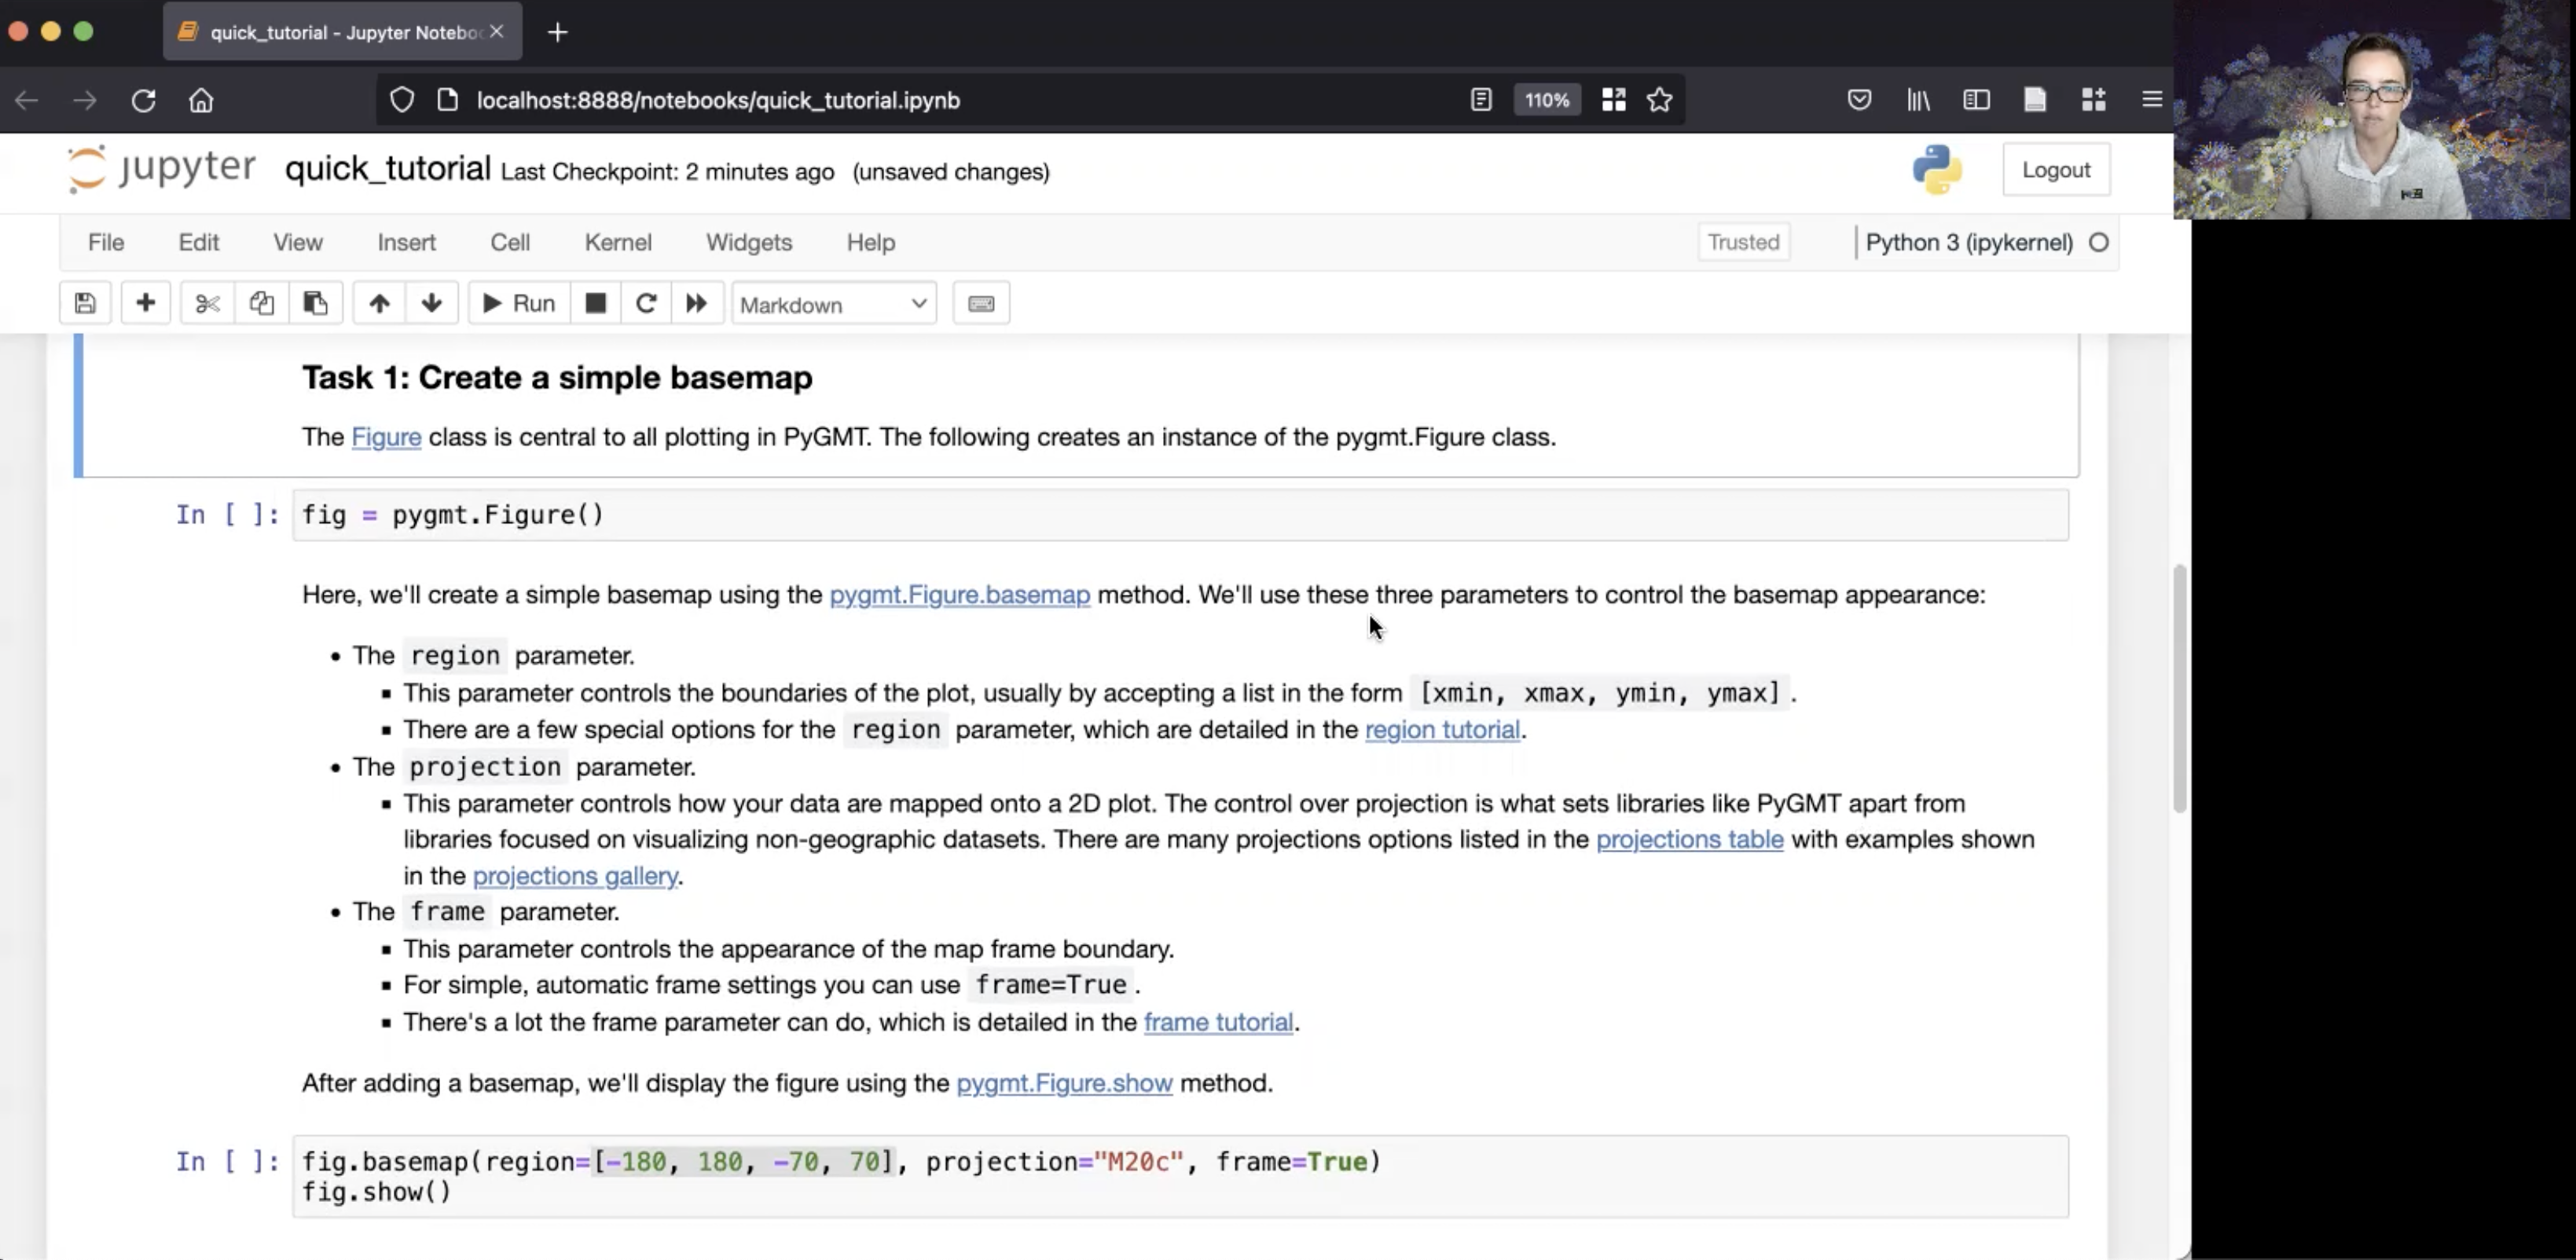 quick_tutorial - Jupyter Notebo
localhost:8888/notebooks/quick_tutorial.ipynb
110%
jupyter quick_tutorial Last Checkpoint: 2 minutes ago (unsaved changes)
Logout
File Edit View Insert Cell Kernel Widgets Help
Trusted
Python 3 (ipykernel)
Run
Markdown
Task 1: Create a simple basemap
The Figure class is central to all plotting in PyGMT. The following creates an instance of the pygmt.Figure class.
In [ ]: fig = pygmt.Figure()
Here, we'll create a simple basemap using the pygmt.Figure.basemap method. We'll use these three parameters to control the basemap appearance:
• The region parameter.
▪ This parameter controls the boundaries of the plot, usually by accepting a list in the form [xmin, xmax, ymin, ymax] .
▪ There are a few special options for the region parameter, which are detailed in the region tutorial.
• The projection parameter.
▪ This parameter controls how your data are mapped onto a 2D plot. The control over projection is what sets libraries like PyGMT apart from
libraries focused on visualizing non-geographic datasets. There are many projections options listed in the projections table with examples shown
in the projections gallery.
• The frame parameter.
▪ This parameter controls the appearance of the map frame boundary.
▪ For simple, automatic frame settings you can use frame=True .
▪ There's a lot the frame parameter can do, which is detailed in the frame tutorial.
After adding a basemap, we'll display the figure using the pygmt.Figure.show method.
In [ ]: fig.basemap(region=[-180, 180, -70, 70], projection="M20c", frame=True)
fig.show()